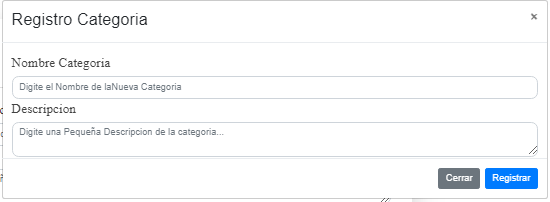 Registro Categoria
×
Nombre Categoria
Digite el Nombre de laNueva Categoria
Descripcion
Digite una Pequeña Descripcion de la categoria...
Cerrar Registrar